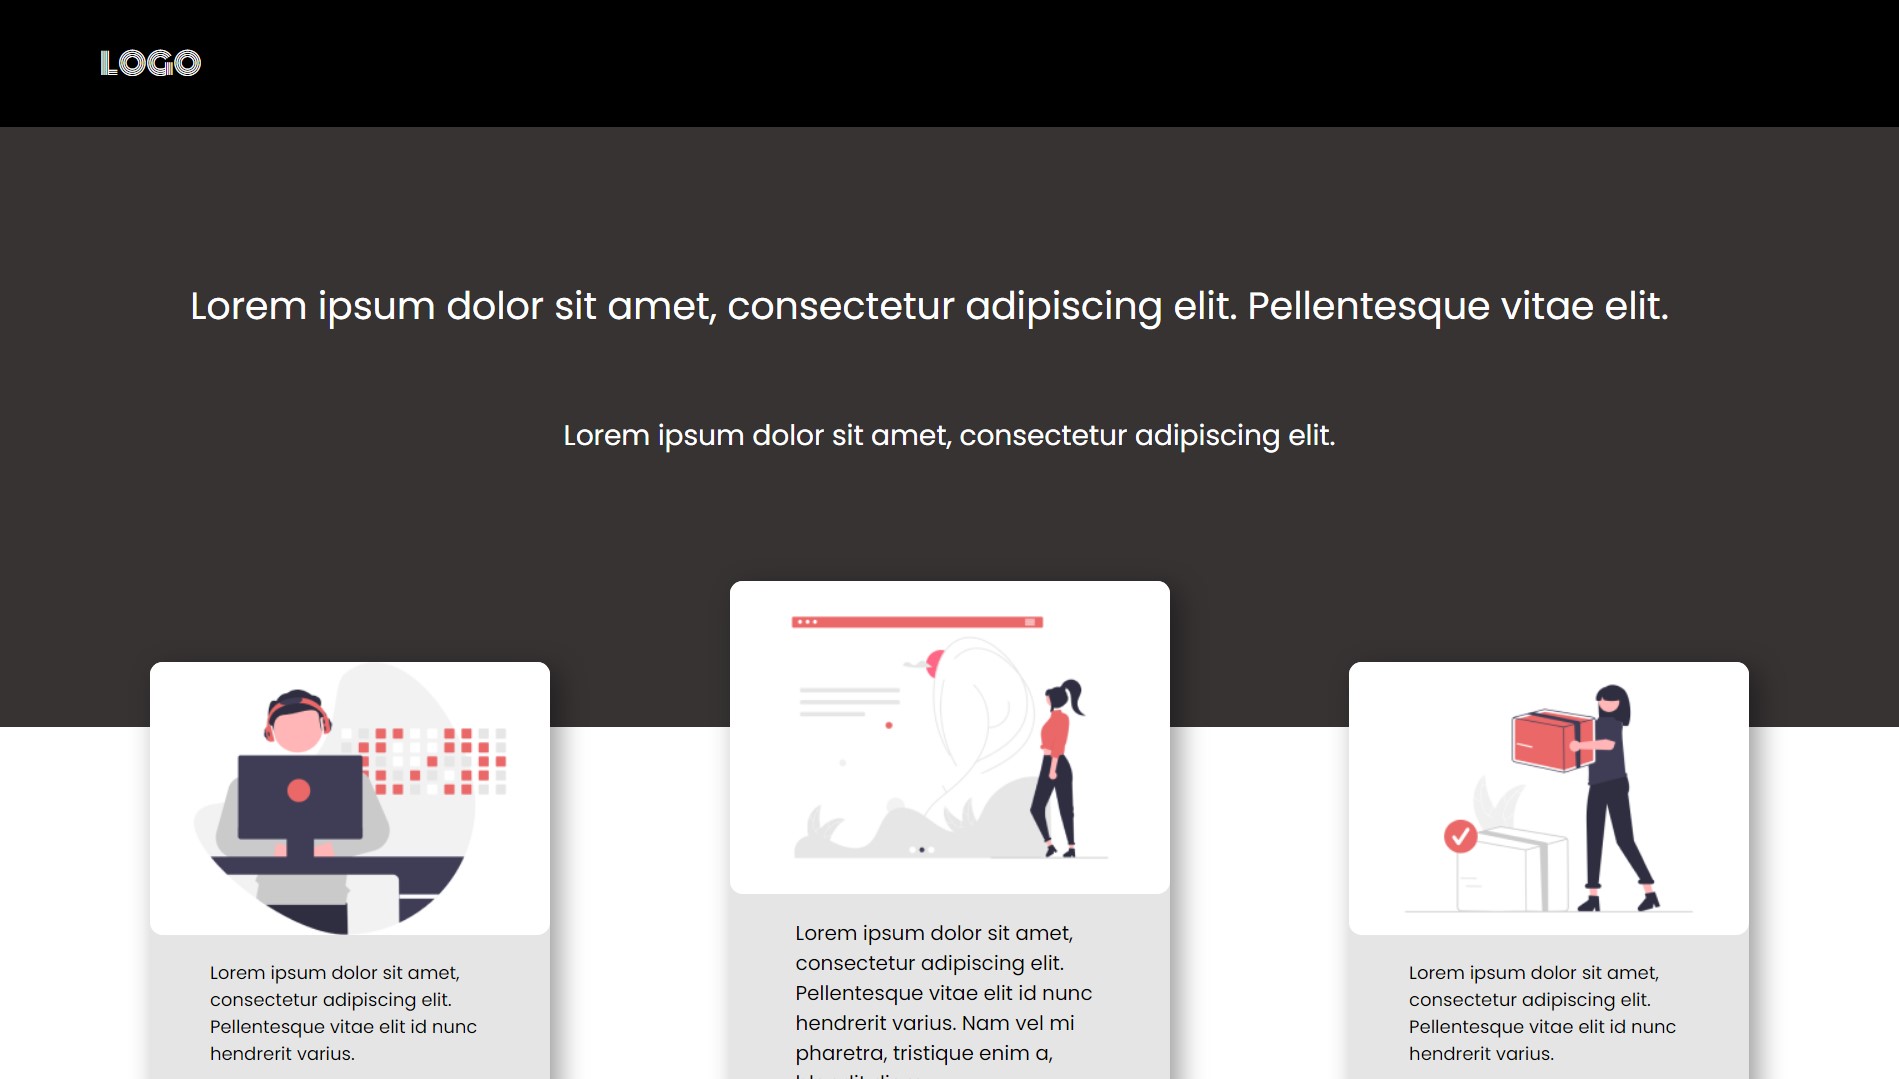 LOGO
Lorem ipsum dolor sit amet, consectetur adipiscing elit. Pellentesque vitae elit.
Lorem ipsum dolor sit amet, consectetur adipiscing elit.
Lorem ipsum dolor sit amet,
consectetur adipiscing elit.
Pellentesque vitae elit id nunc
hendrerit varius.
Lorem ipsum dolor sit amet,
consectetur adipiscing elit.
Pellentesque vitae elit id nunc
hendrerit varius. Nam vel mi
pharetra, tristique enim a,
Lorem ipsum dolor sit amet,
consectetur adipiscing elit.
Pellentesque vitae elit id nunc
hendrerit varius.